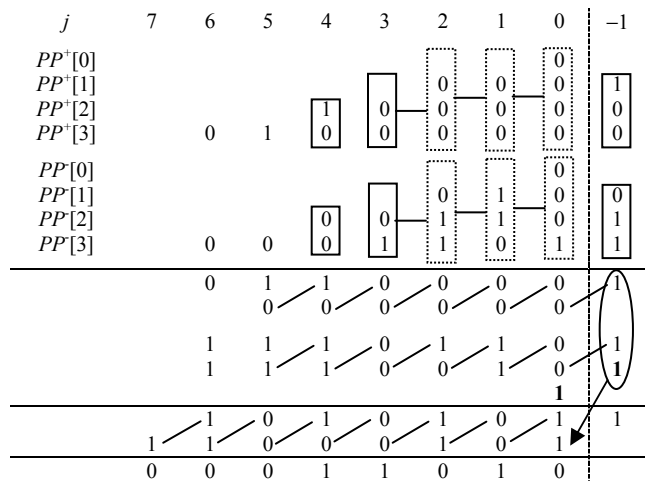 j 7 6 5 4 3 2 1 0 −1
PP⁺[0] 0
PP⁺[1] 0 0 0 1
PP⁺[2] 1 0 0 0 0 0
PP⁺[3] 0 1 0 0 0 0 0 0
PP⁻[0] 0
PP⁻[1] 0 1 0 0
PP⁻[2] 0 0 1 1 0 1
PP⁻[3] 0 0 0 1 1 0 1 1
0 1 1 0 0 0 0 1
0 0 0 0 0 0
1 1 1 0 1 1 0 1
1 1 1 0 1 1 0 1
1
1 0 1 0 1 0 1 1
1 1 0 0 0 1 0 1
0 0 0 1 1 0 1 0